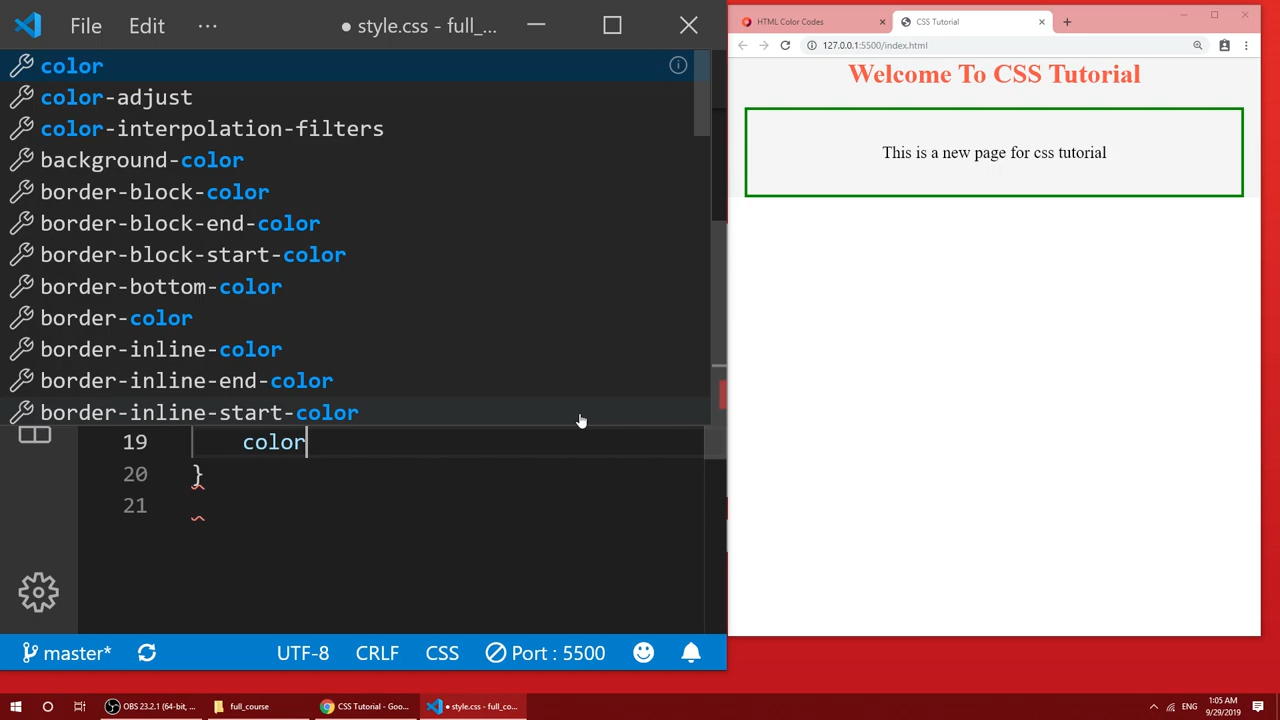 File Edit ··· ● style.css - full_...
color
color-adjust
color-interpolation-filters
background-color
border-block-color
border-block-end-color
border-block-start-color
border-bottom-color
border-color
border-inline-color
border-inline-end-color
border-inline-start-color
19 color
20 }
21
master* UTF-8 CRLF CSS Port : 5500
HTML Color Codes CSS Tutorial
127.0.0.1:5500/index.html
Welcome To CSS Tutorial
This is a new page for css tutorial
OBS 23.2.1 (64-bit, ... full_course CSS Tutorial - Goo... ● style.css - full_co... ENG 1:05 AM
9/29/2019